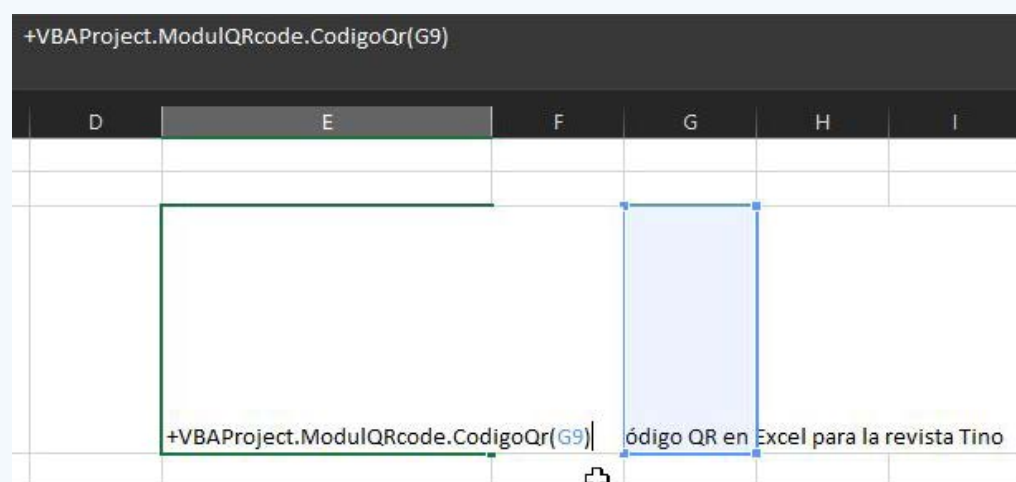 +VBAProject.ModulQRcode.CodigoQr(G9)
D E F G H I
+VBAProject.ModulQRcode.CodigoQr(G9) ódigo QR en Excel para la revista Tino